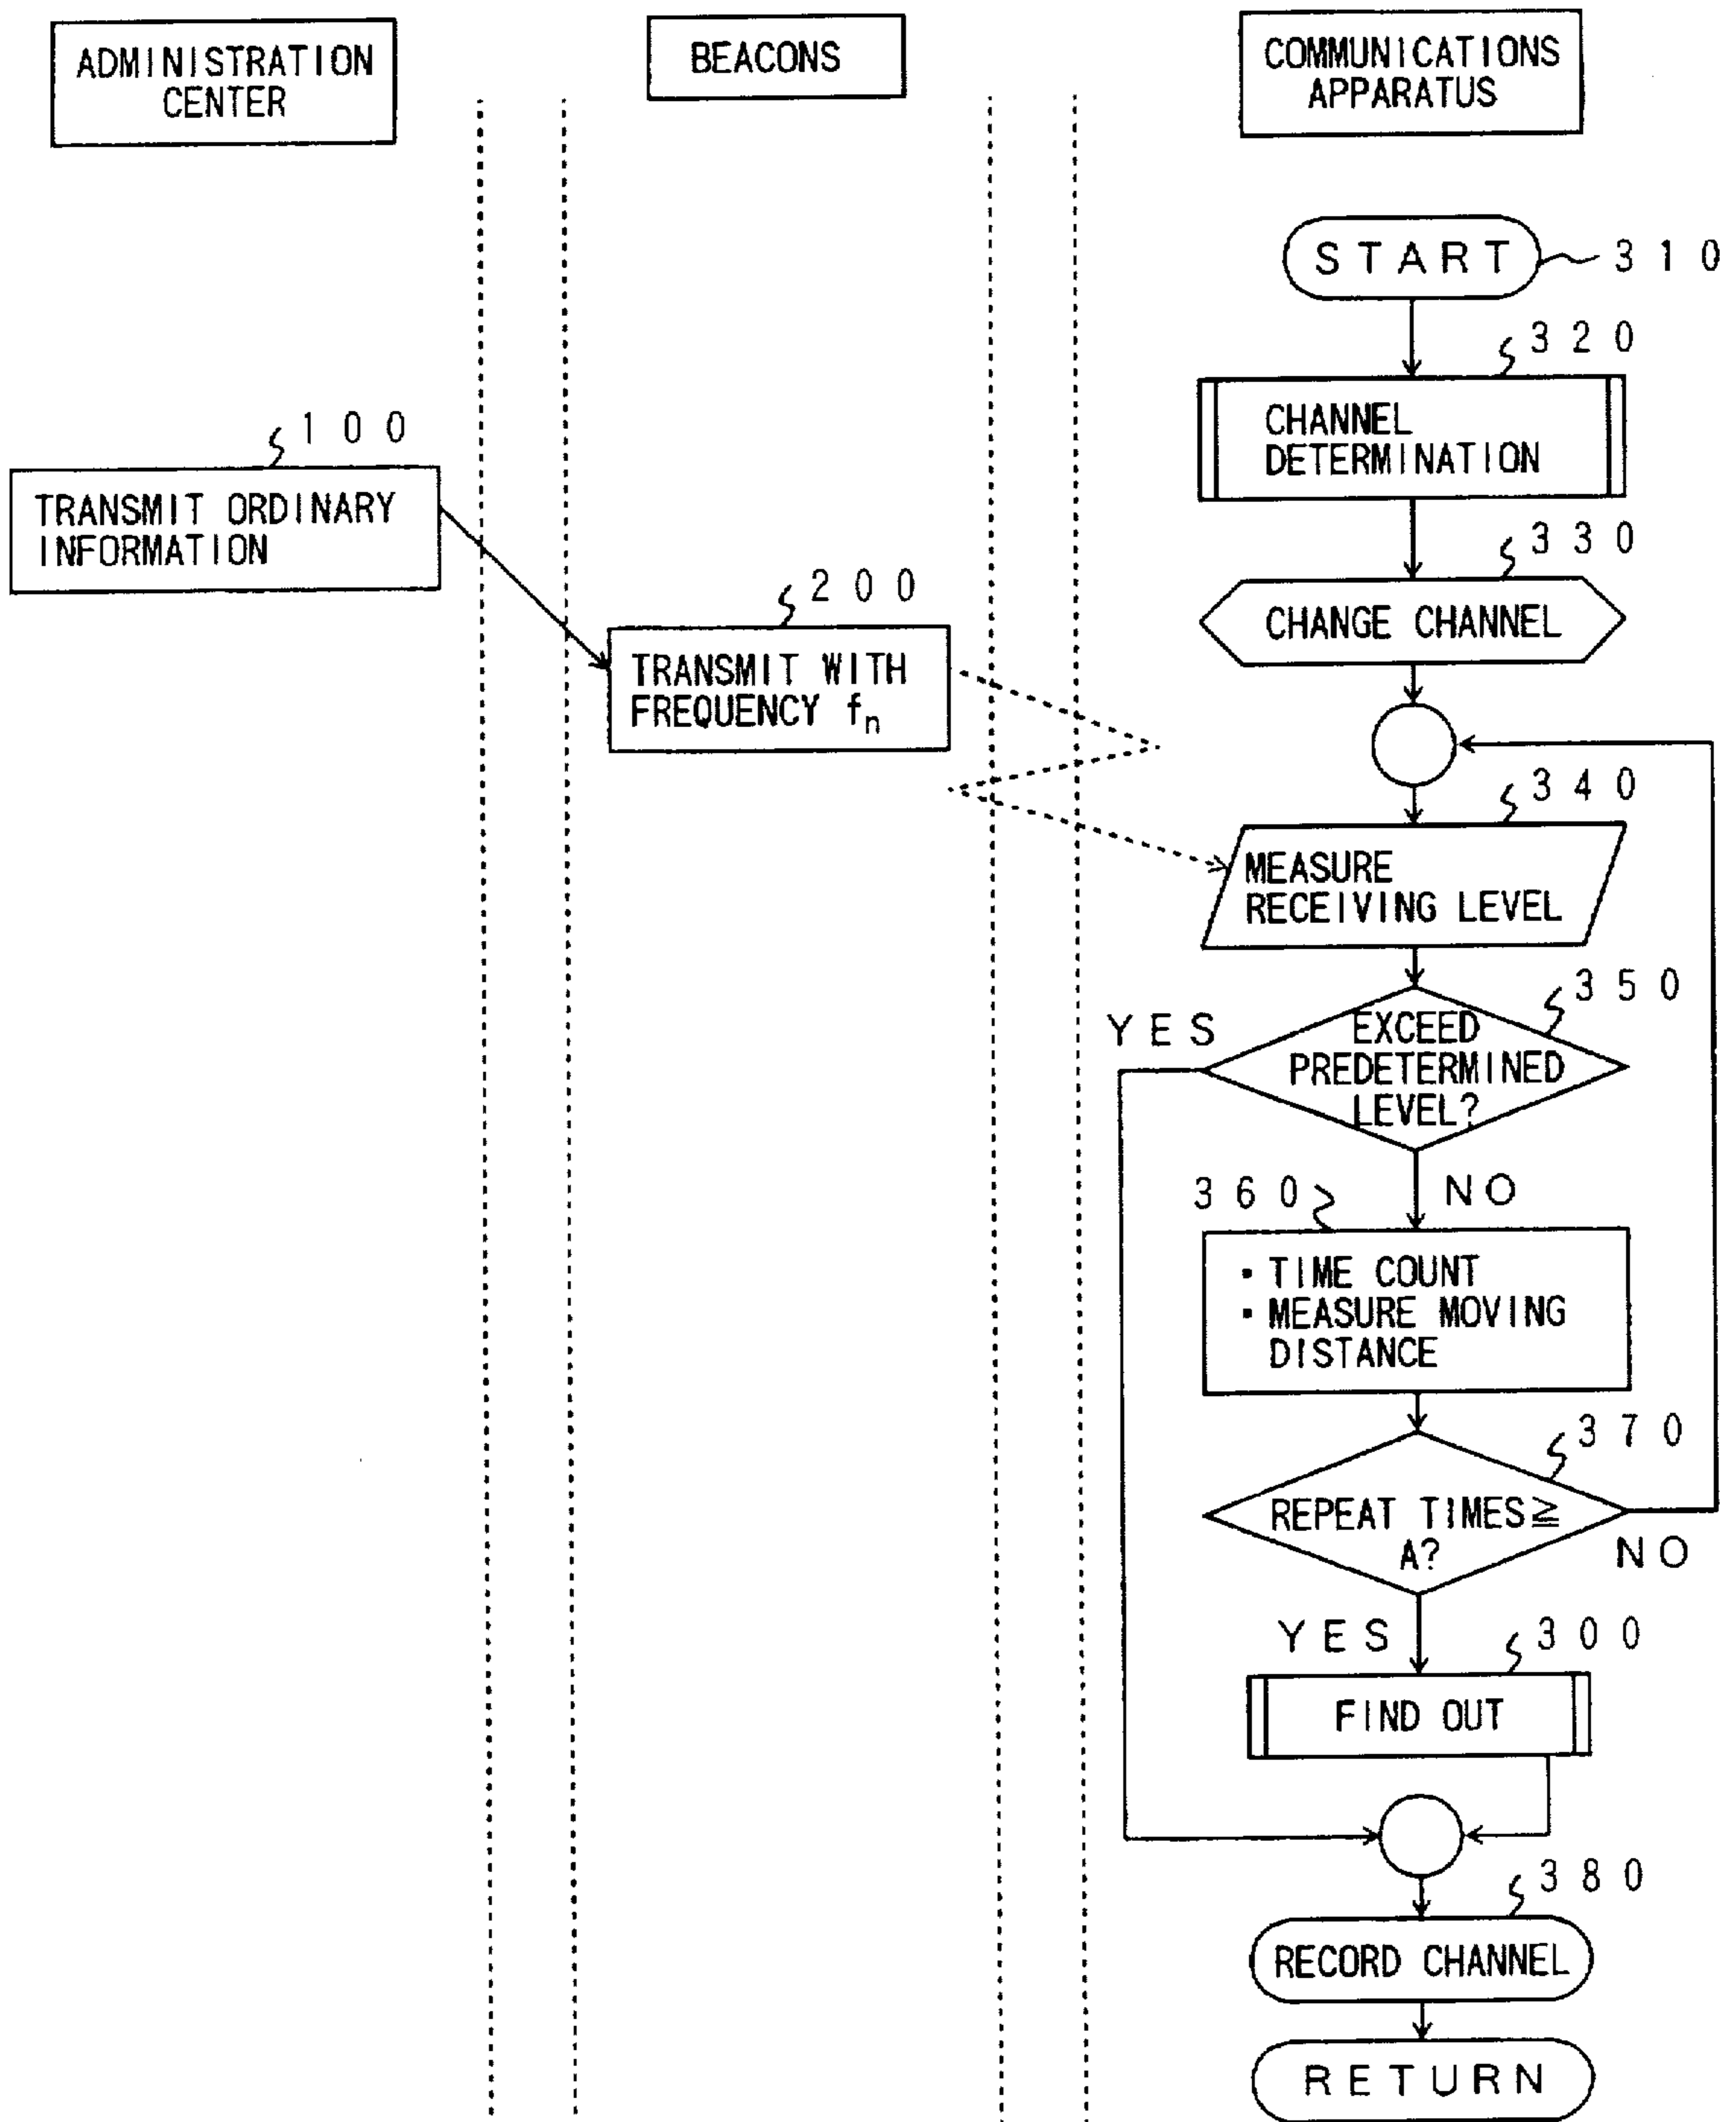 ADMINISTRATION
CENTER
BEACONS
COMMUNICATIONS
APPARATUS
START
310
320
CHANNEL
DETERMINATION
100
TRANSMIT ORDINARY
INFORMATION
330
CHANGE CHANNEL
200
TRANSMIT WITH
FREQUENCY fn
340
MEASURE
RECEIVING LEVEL
350
YES
EXCEED
PREDETERMINED
LEVEL?
360
NO
・TIME COUNT
・MEASURE MOVING
DISTANCE
370
REPEAT TIMES≧
A?
NO
YES
300
FIND OUT
380
RECORD CHANNEL
RETURN